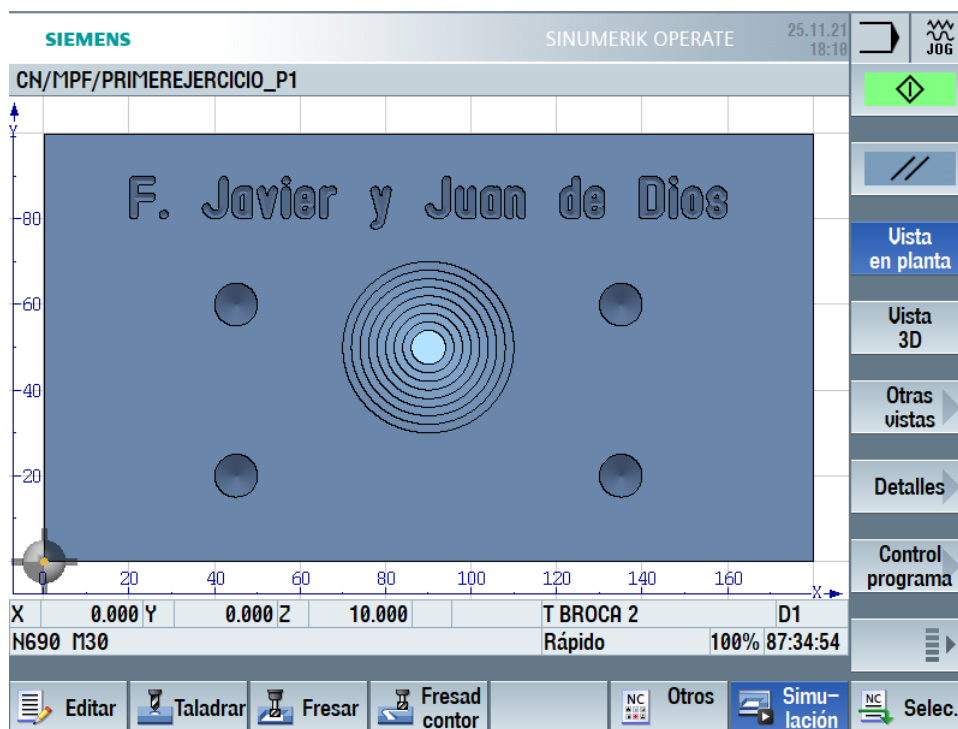 SIEMENS SINUMERIK OPERATE 25.11.21
18:10
JOG
CN/MPF/PRIMEREJERCICIO_P1
Y
F. Javier y Juan de Dios
80
60
40
20
0 20 40 60 80 100 120 140 160
X
X 0.000 Y 0.000 Z 10.000 T BROCA 2 D1
N690 M30 Rápido 100% 87:34:54
Vista
en planta
Vista
3D
Otras
vistas
Detalles
Control
programa
Editar Taladrar Fresar Fresad
contor
NC Otros Simu-
lación
NC Selec.